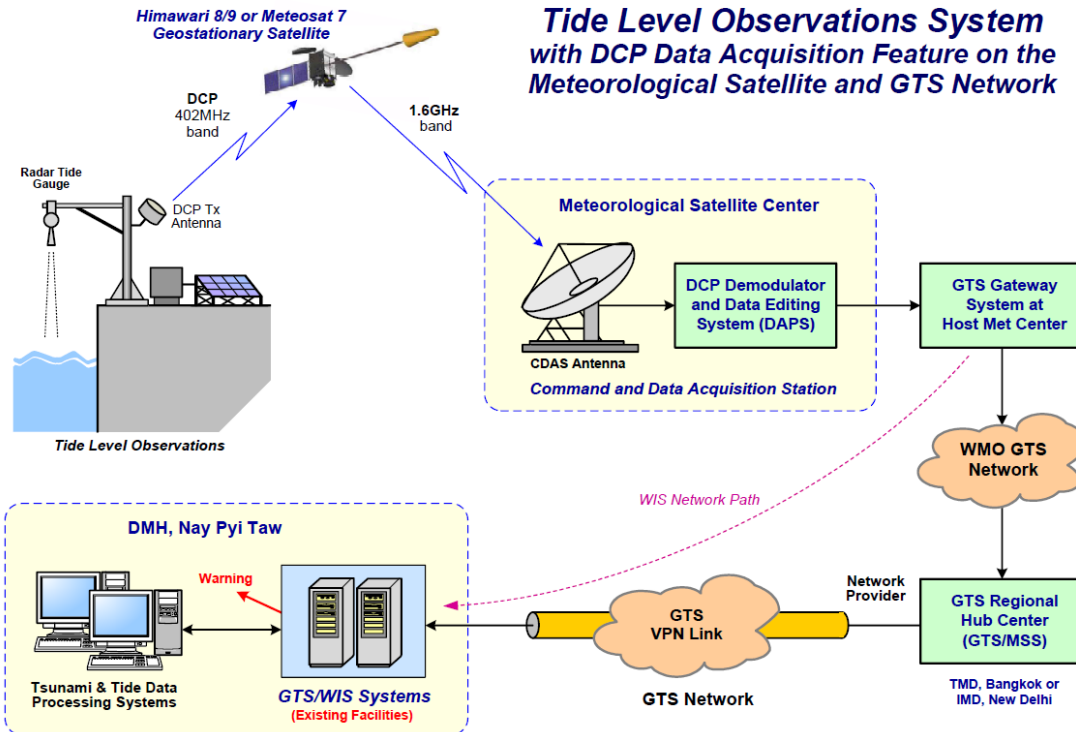 Himawari 8/9 or Meteosat 7
Geostationary Satellite
Tide Level Observations System
with DCP Data Acquisition Feature on the
Meteorological Satellite and GTS Network
DCP
402MHz
band
1.6GHz
band
Radar Tide
Gauge
DCP Tx
Antenna
Tide Level Observations
Meteorological Satellite Center
CDAS Antenna
DCP Demodulator
and Data Editing
System (DAPS)
Command and Data Acquisition Station
GTS Gateway
System at
Host Met Center
WMO GTS
Network
WIS Network Path
DMH, Nay Pyi Taw
Warning
Tsunami & Tide Data
Processing Systems
GTS/WIS Systems
(Existing Facilities)
GTS
VPN Link
GTS Network
Network
Provider
GTS Regional
Hub Center
(GTS/MSS)
TMD, Bangkok or
IMD, New Delhi